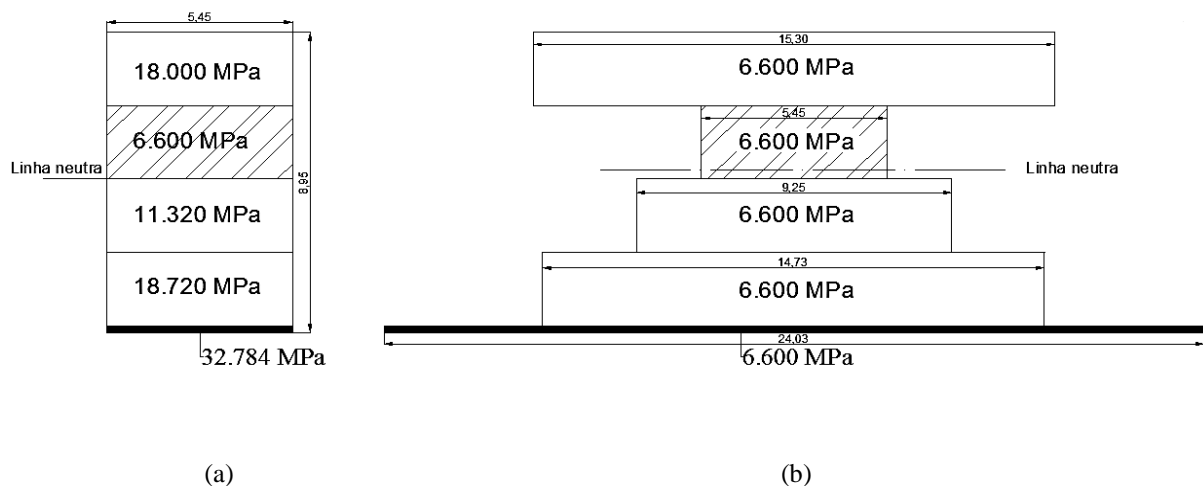 5,45
18.000 MPa
6.600 MPa
Linha neutra
11.320 MPa
18.720 MPa
8,95
32.784 MPa
(a)
15,30
6.600 MPa
5,45
6.600 MPa
Linha neutra
9,25
6.600 MPa
14,73
6.600 MPa
24,03
6.600 MPa
(b)